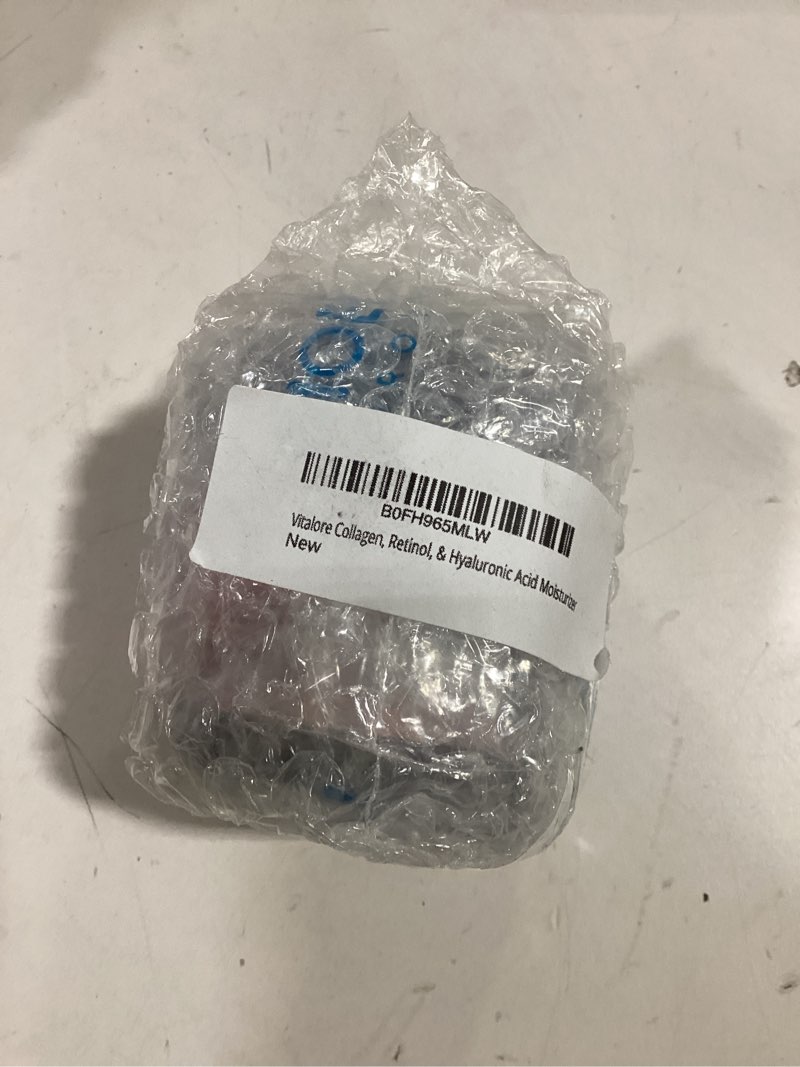 B0FH965MLW
Vitalore Collagen, Retinol, & Hyaluronic Acid Moisturizer
New